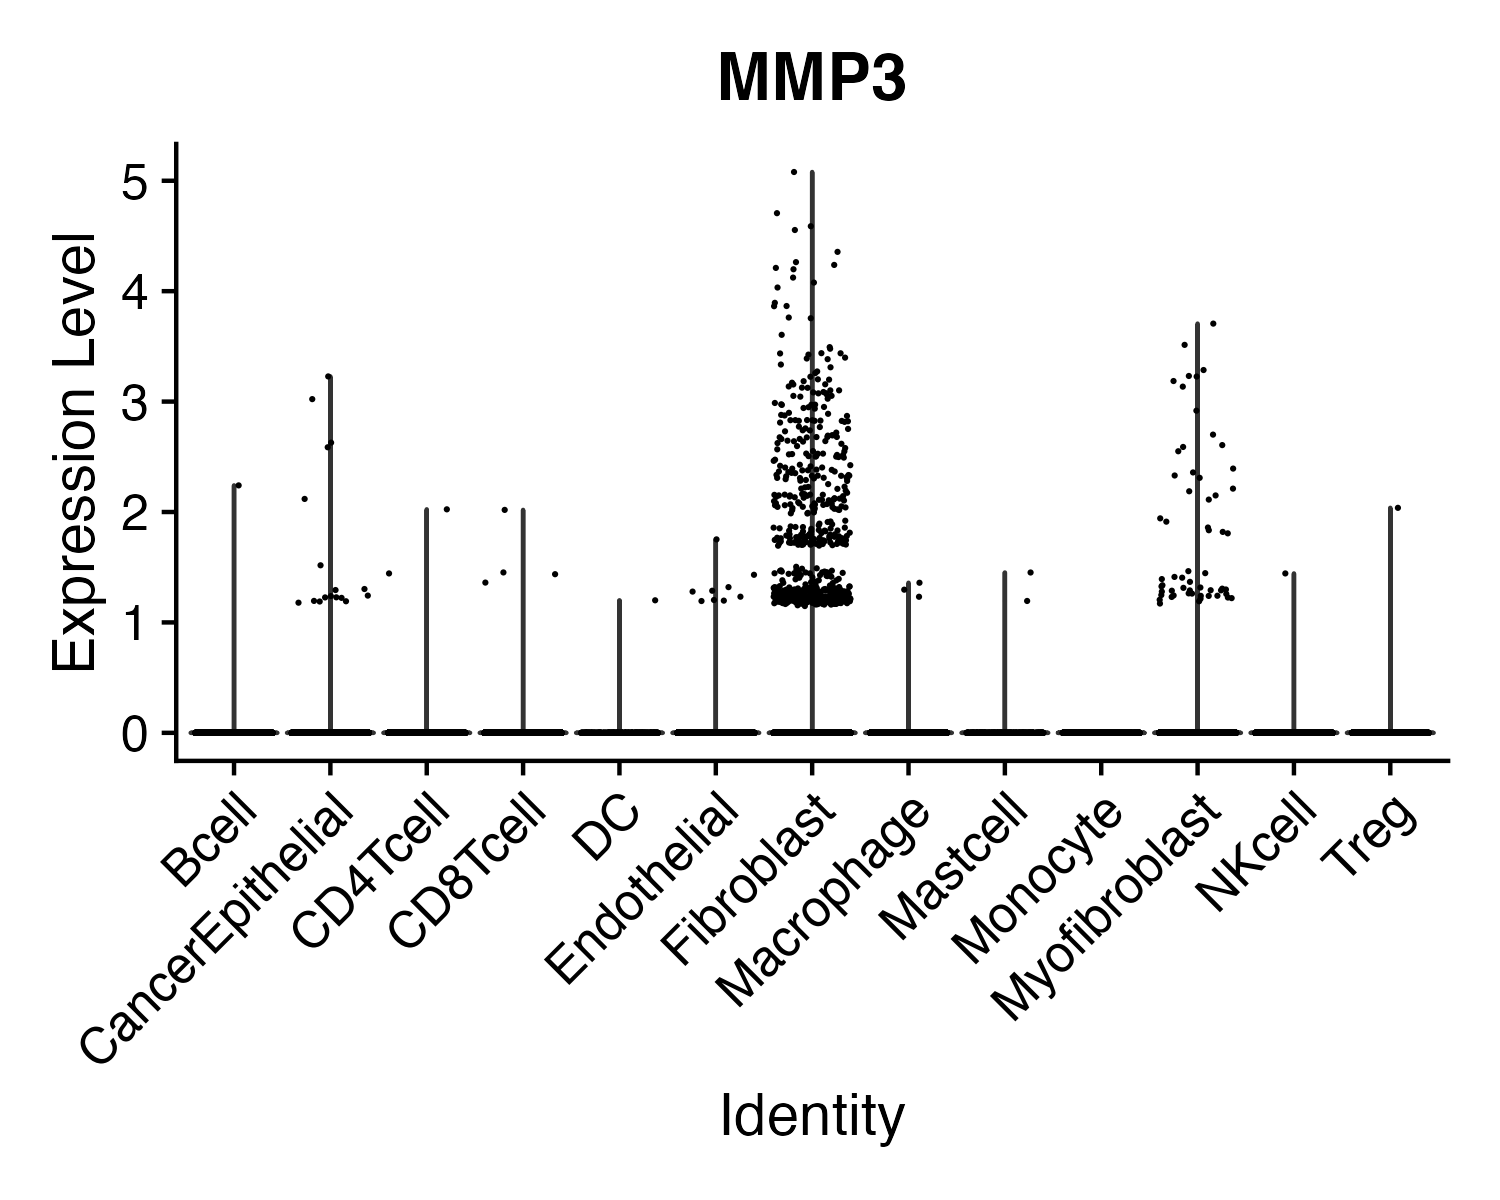 MMP3
Expression Level
5
4
3
2
1
0
Bcell
CancerEpithelial
CD4Tcell
CD8Tcell
DC
Endothelial
Fibroblast
Macrophage
Mastcell
Monocyte
Myofibroblast
NKcell
Treg
Identity